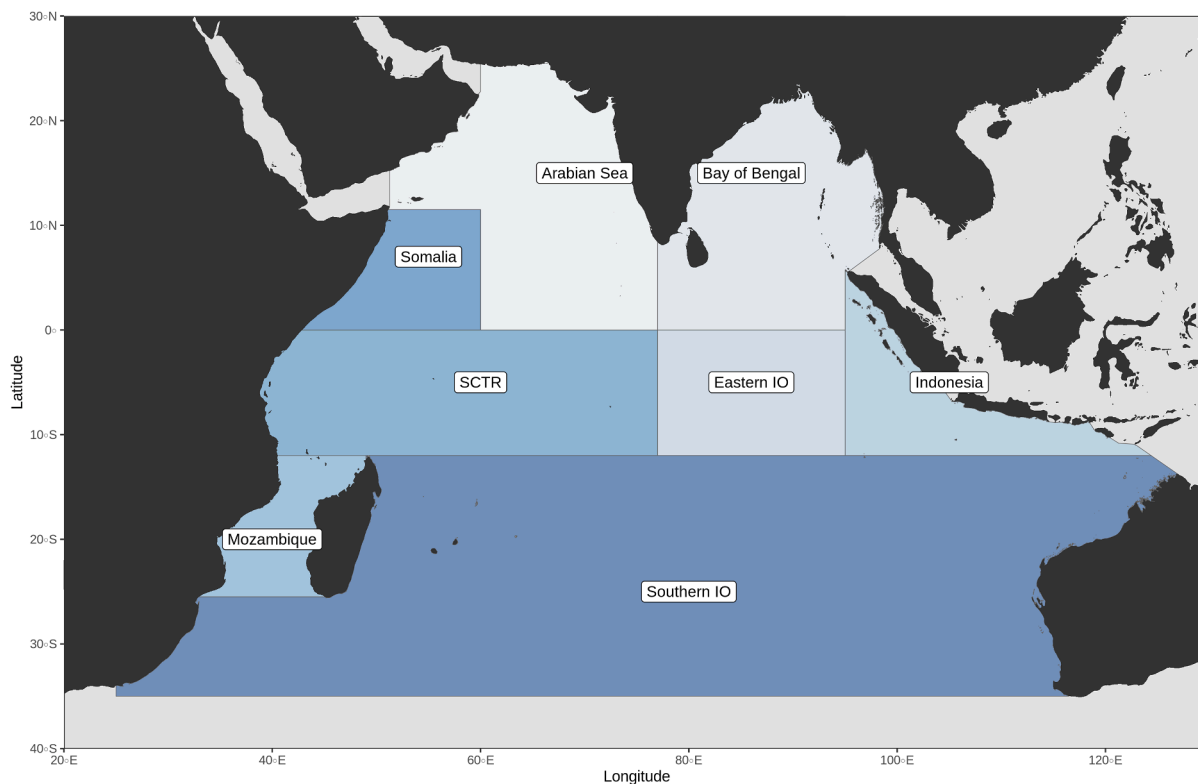 30°N
20°N
10°N
0°
10°S
20°S
30°S
40°S
Latitude
Arabian Sea
Bay of Bengal
Somalia
SCTR
Eastern IO
Indonesia
Mozambique
Southern IO
20°E
40°E
60°E
80°E
100°E
120°E
Longitude